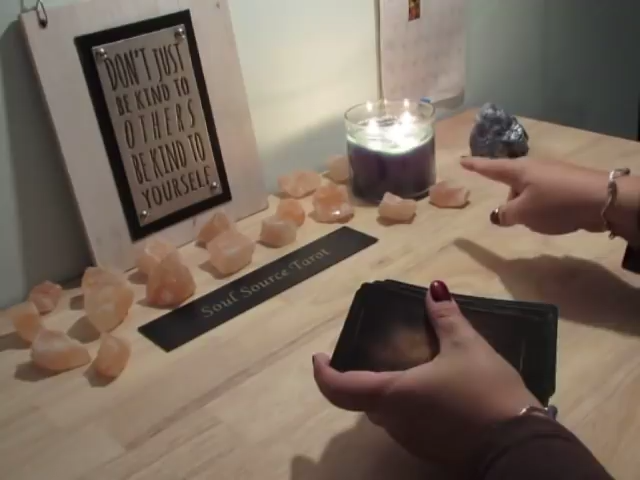 DON'T JUST
BE KIND TO
OTHERS
BE KIND TO
YOURSELF
Soul Source Tarot